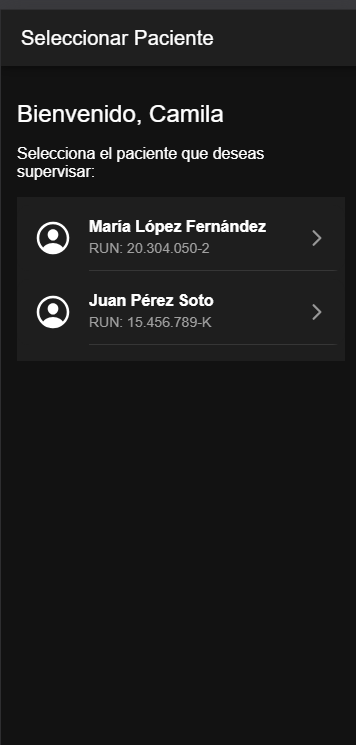 Seleccionar Paciente
Bienvenido, Camila
Selecciona el paciente que deseas
supervisar:
María López Fernández
RUN: 20.304.050-2
Juan Pérez Soto
RUN: 15.456.789-K